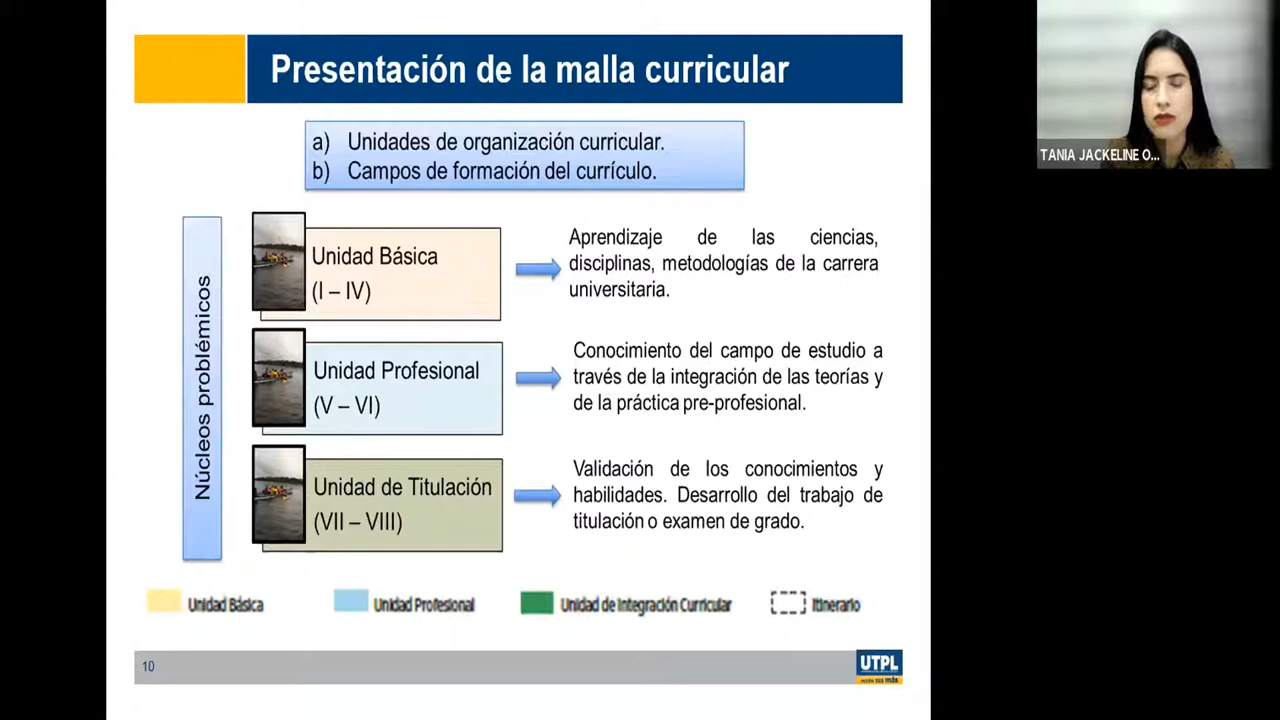 Presentación de la malla curricular
a) Unidades de organización curricular.
b) Campos de formación del currículo.
Núcleos problémicos
Unidad Básica
(I – IV)
Aprendizaje de las ciencias,
disciplinas, metodologías de la carrera
universitaria.
Unidad Profesional
(V – VI)
Conocimiento del campo de estudio a
través de la integración de las teorías y
de la práctica pre-profesional.
Unidad de Titulación
(VII – VIII)
Validación de los conocimientos y
habilidades. Desarrollo del trabajo de
titulación o examen de grado.
Unidad Básica
Unidad Profesional
Unidad de Integración Curricular
Itinerario
10
UTPL
TANIA JACKELINE O...